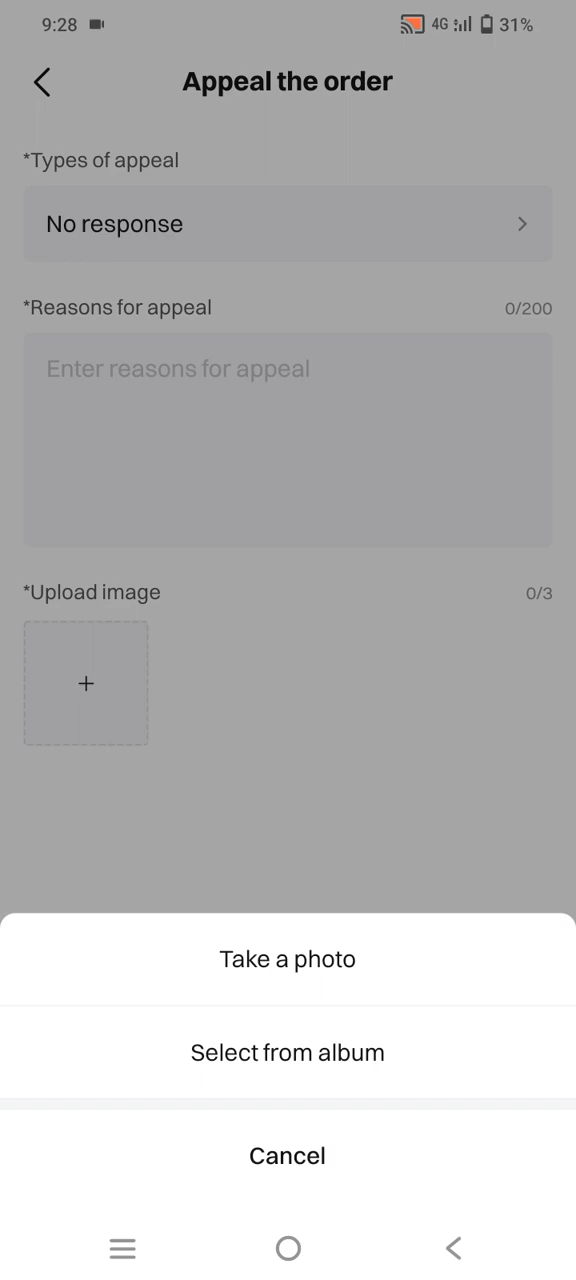 9:28 4G 31%
Appeal the order
*Types of appeal
No response
*Reasons for appeal 0/200
Enter reasons for appeal
*Upload image 0/3
+
Take a photo
Select from album
Cancel